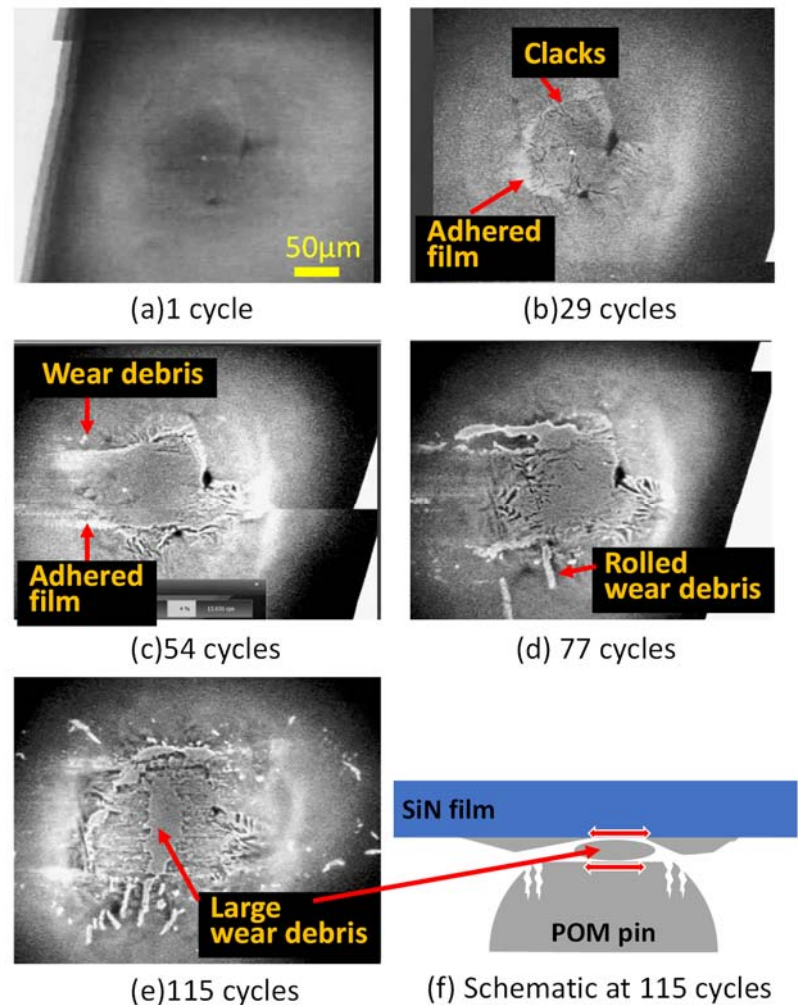 50μm
(a)1 cycle
Clacks
Adhered
film
(b)29 cycles
Wear debris
Adhered
film
(c)54 cycles
Rolled
wear debris
(d) 77 cycles
Large
wear debris
(e)115 cycles
SiN film
POM pin
(f) Schematic at 115 cycles